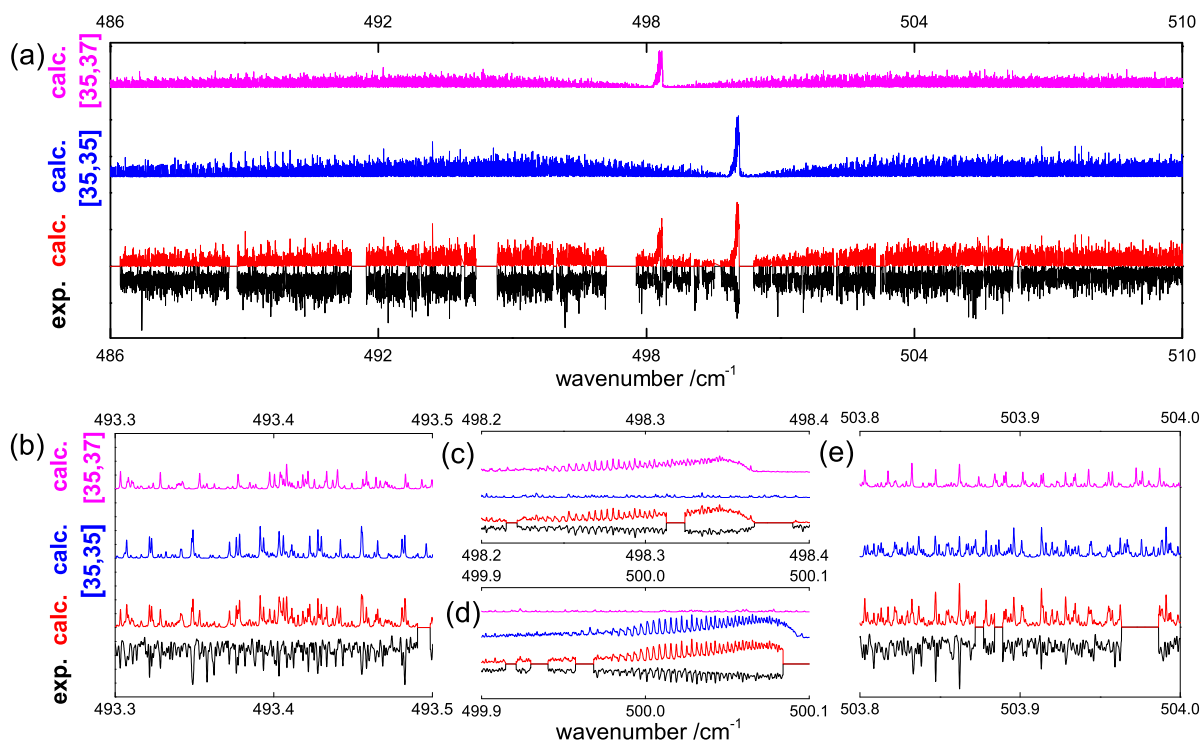 486 492 498 504 510
(a)
calc. [35,37]
calc. [35,35]
calc.
exp.
486 492 498 504 510
wavenumber /cm-1
(b)
493.3 493.4 493.5
calc. [35,37]
calc. [35,35]
calc.
exp.
493.3 493.4 493.5
498.2 498.3 498.4
(c)
498.2 498.3 498.4
499.9 500.0 500.1
(d)
499.9 500.0 500.1
wavenumber /cm-1
503.8 503.9 504.0
(e)
503.8 503.9 504.0